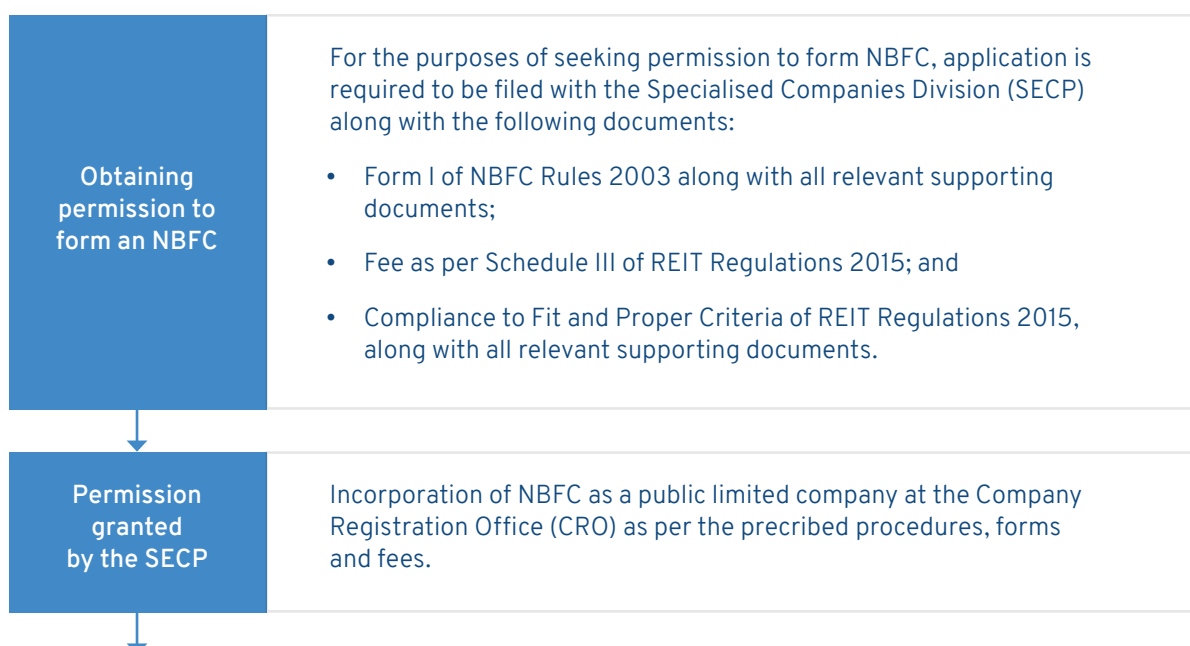 Obtaining
permission to
form an NBFC
For the purposes of seeking permission to form NBFC, application is
required to be filed with the Specialised Companies Division (SECP)
along with the following documents:
• Form I of NBFC Rules 2003 along with all relevant supporting
documents;
• Fee as per Schedule III of REIT Regulations 2015; and
• Compliance to Fit and Proper Criteria of REIT Regulations 2015,
along with all relevant supporting documents.
Permission
granted
by the SECP
Incorporation of NBFC as a public limited company at the Company
Registration Office (CRO) as per the precribed procedures, forms
and fees.